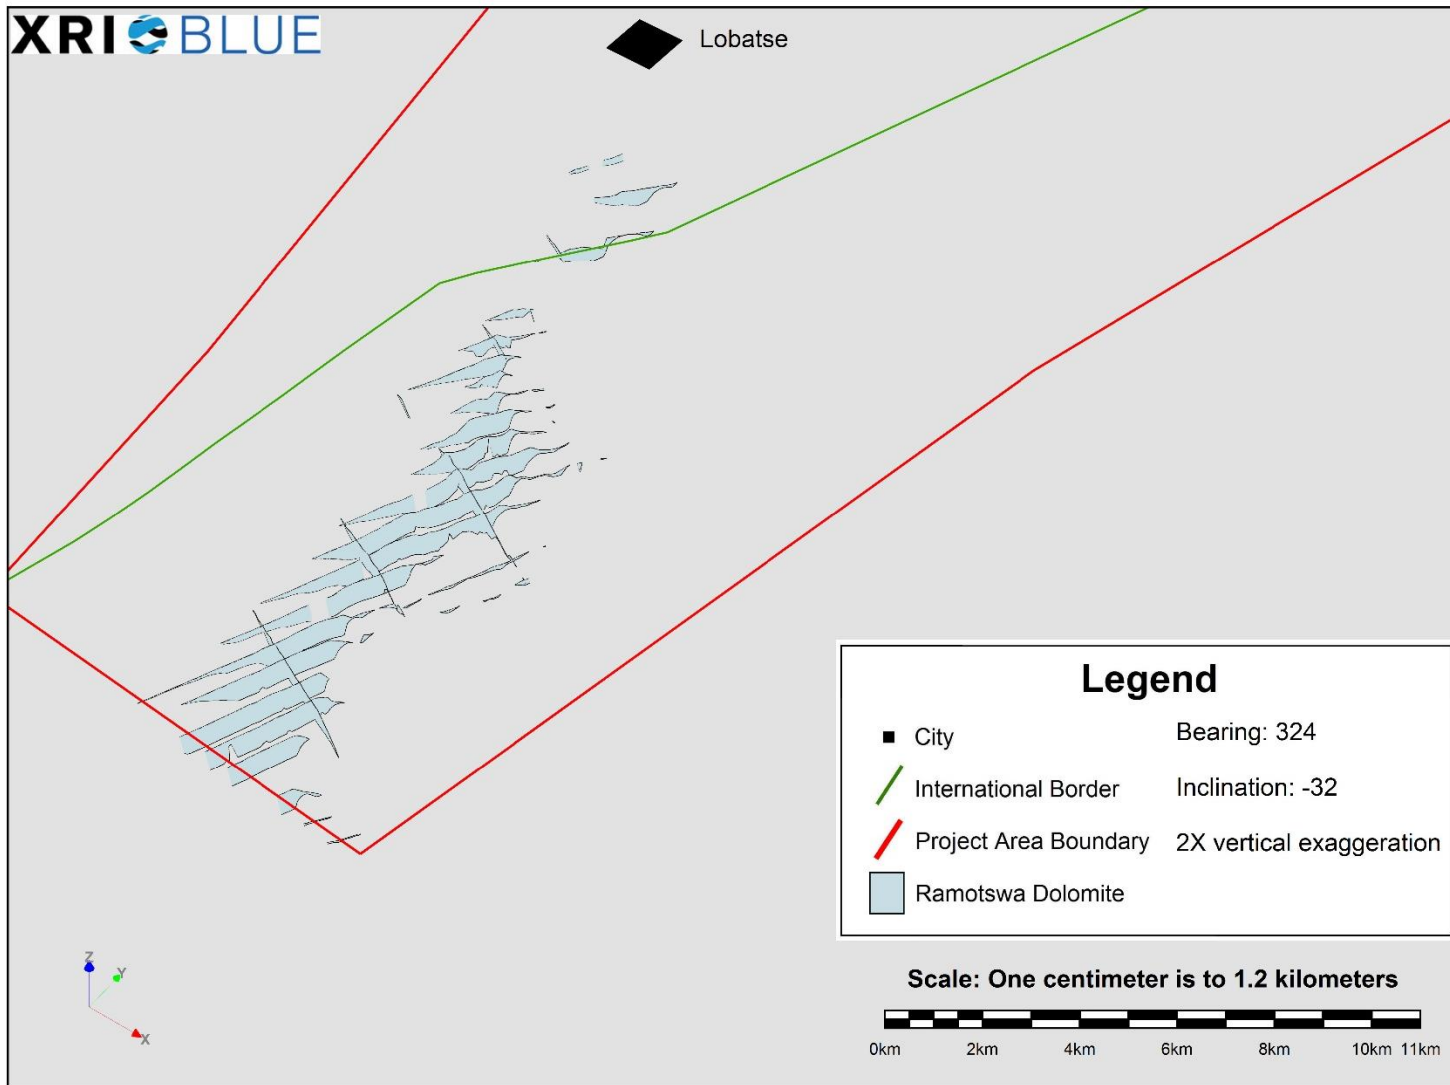 XRI BLUE
Lobatse
Legend
City
International Border
Project Area Boundary
Ramotswa Dolomite
Bearing: 324
Inclination: -32
2X vertical exaggeration
Scale: One centimeter is to 1.2 kilometers
0km 2km 4km 6km 8km 10km 11km
Z
Y
X